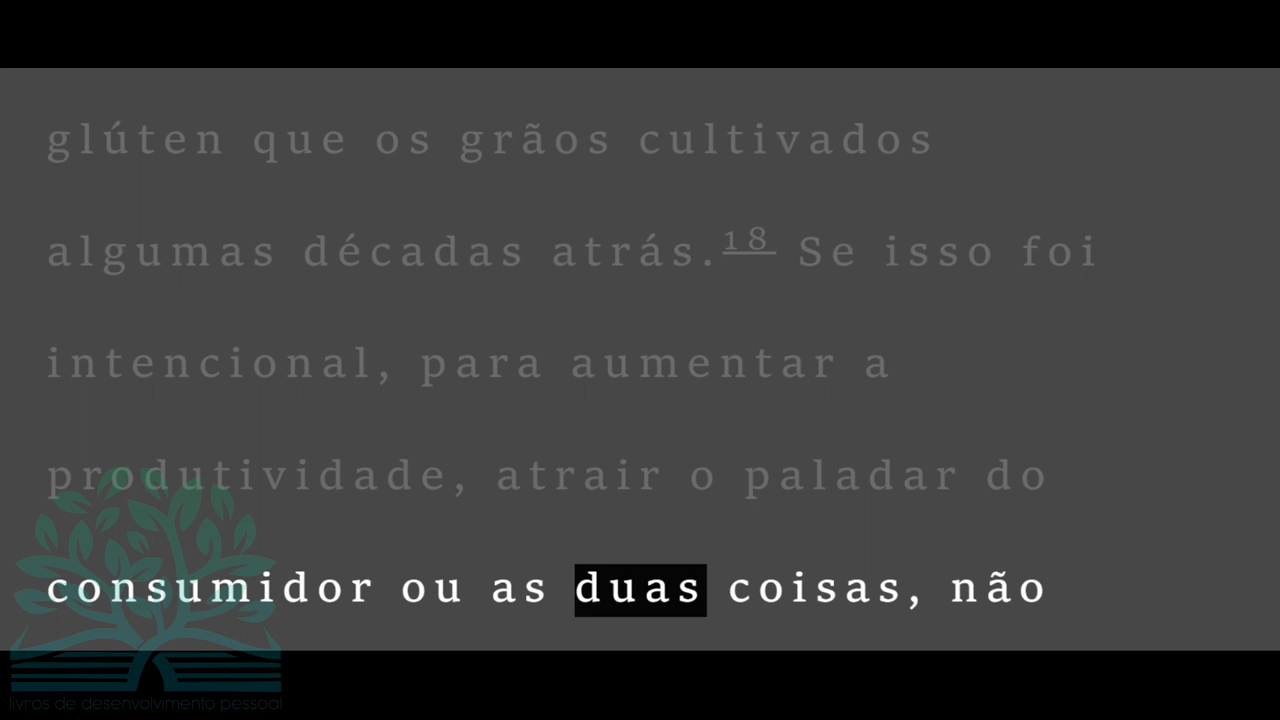 glúten que os grãos cultivados
algumas décadas atrás.18 Se isso foi
intencional, para aumentar a
produtividade, atrair o paladar do
consumidor ou as duas coisas, não
livros de desenvolvimento pessoal